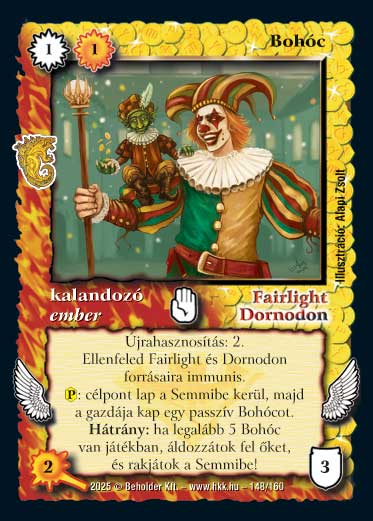 1
1
Bohóc
Illusztráció: Alapi Zsolt
kalandozó
ember
Fairlight
Dornodon
Újrahasznosítás: 2.
Ellenfeled Fairlight és Dornodon
forrásaira immunis.
P: célpont lap a Semmibe kerül, majd
a gazdája kap egy passzív Bohócot.
Hátrány: ha legalább 5 Bohóc
van játékban, áldozzátok fel őket,
és rakjátok a Semmibe!
2
3
2025 © Beholder Kft. – www.hkk.hu – 148/160